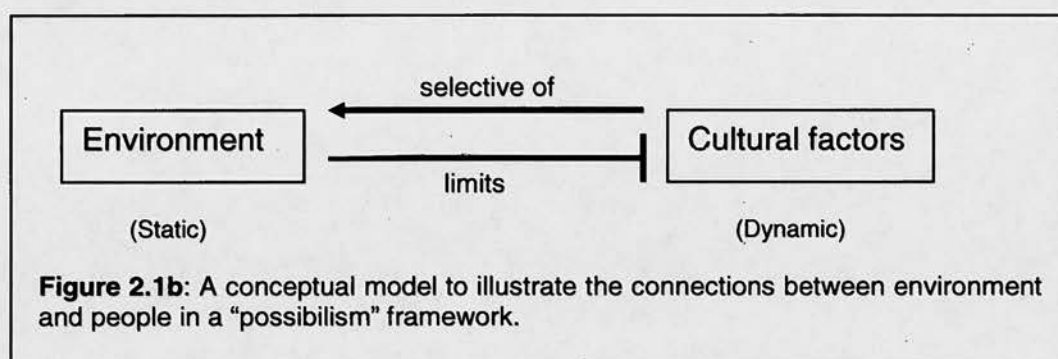 selective of
Environment
Cultural factors
limits
(Static)
(Dynamic)
Figure 2.1b: A conceptual model to illustrate the connections between environment
and people in a “possibilism” framework.